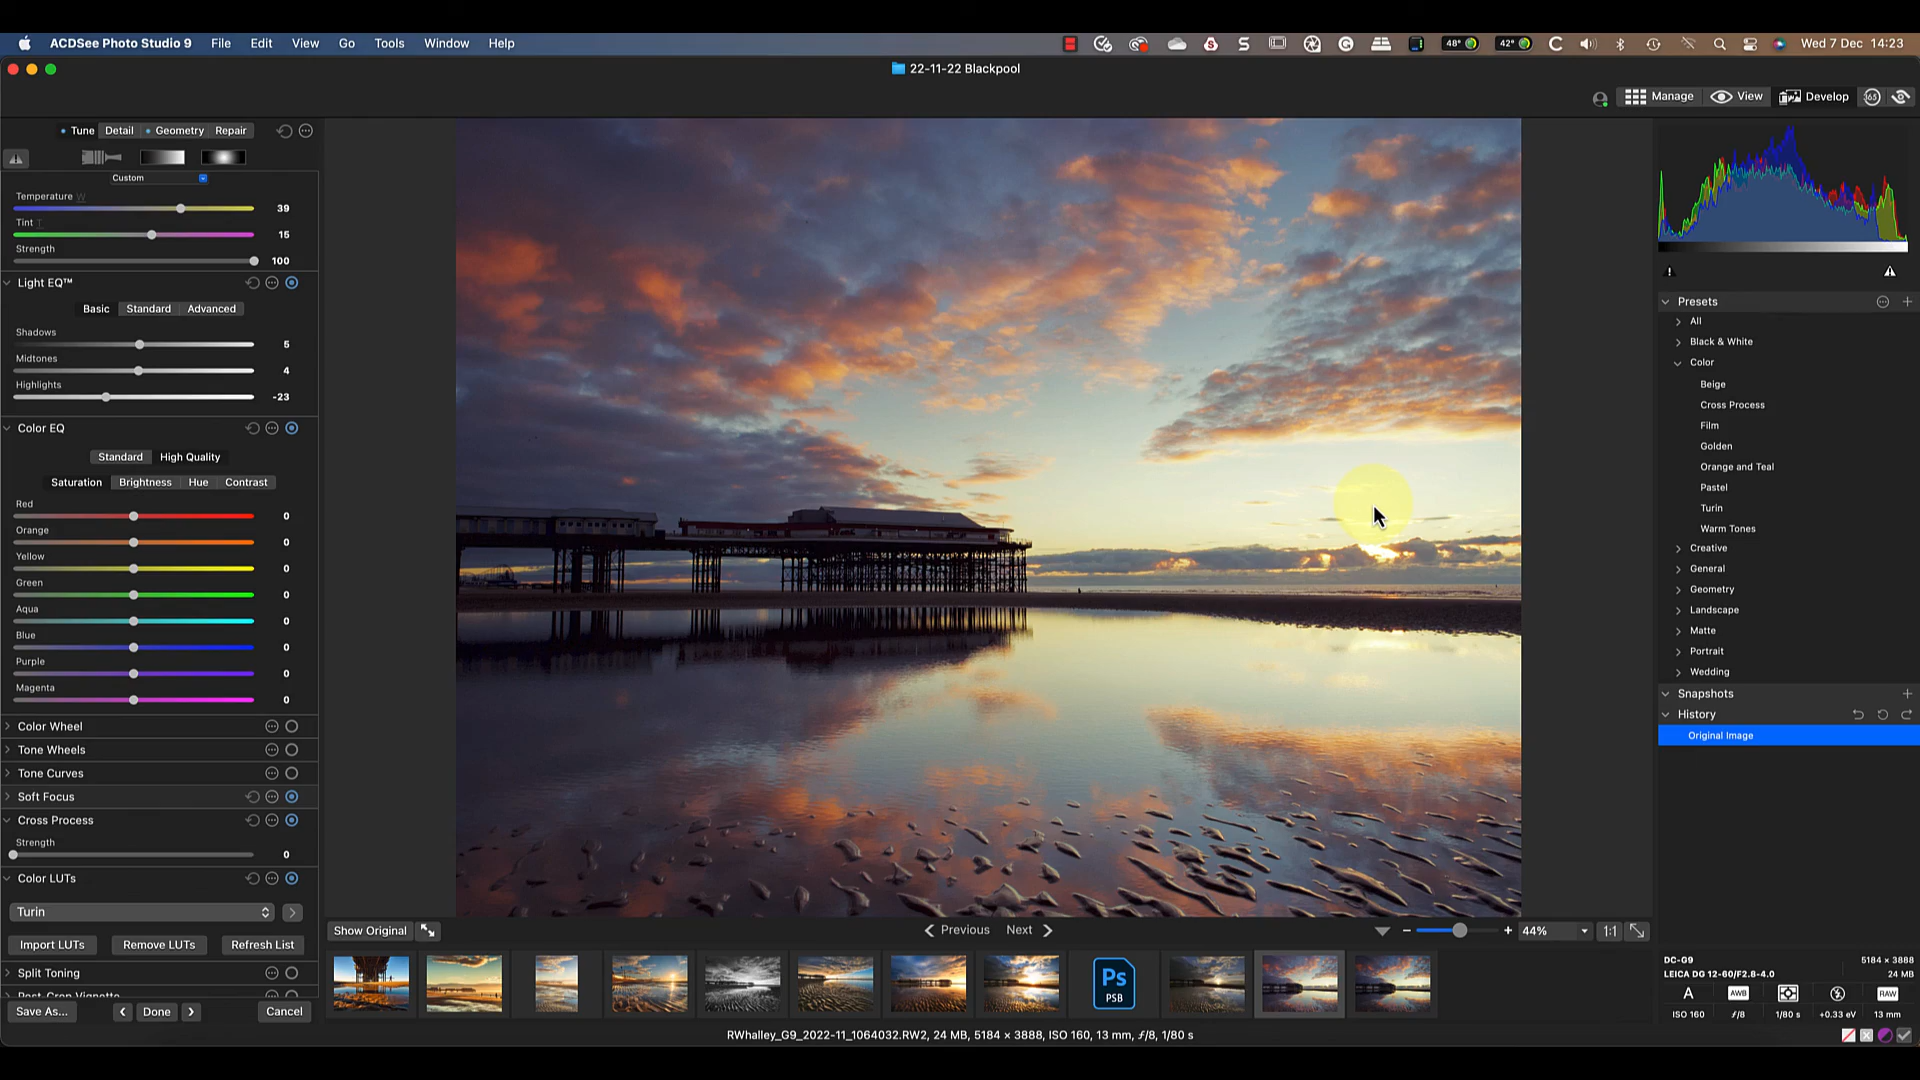 ACDSee Photo Studio 9 File Edit View Go Tools Window Help 48° 42° Wed 7 Dec 14:23
22-11-22 Blackpool
Manage View Develop 365
Tune Detail Geometry Repair
Custom
Temperature W
39
Tint T
15
Strength
100
Light EQ™
Basic Standard Advanced
Shadows
5
Midtones
4
Highlights
-23
Color EQ
Standard High Quality
Saturation Brightness Hue Contrast
Red
0
Orange
0
Yellow
0
Green
0
Aqua
0
Blue
0
Purple
0
Magenta
0
Color Wheel
Tone Wheels
Tone Curves
Soft Focus
Cross Process
Strength
0
Color LUTs
Turin
Import LUTs Remove LUTs Refresh List
Split Toning
Post-Crop Vignette
Save As... Done Cancel
Show Original Previous Next 44% 1:1
Ps
PSB
RWhalley_G9_2022-11_1064032.RW2, 24 MB, 5184 × 3888, ISO 160, 13 mm, ƒ/8, 1/80 s
Presets
All
Black & White
Color
Beige
Cross Process
Film
Golden
Orange and Teal
Pastel
Turin
Warm Tones
Creative
General
Geometry
Landscape
Matte
Portrait
Wedding
Snapshots
History
Original Image
DC-G9 5184 × 3888
LEICA DG 12-60/F2.8-4.0 24 MB
A AWB RAW
ISO 160 ƒ/8 1/80 s +0.33 eV 13 mm